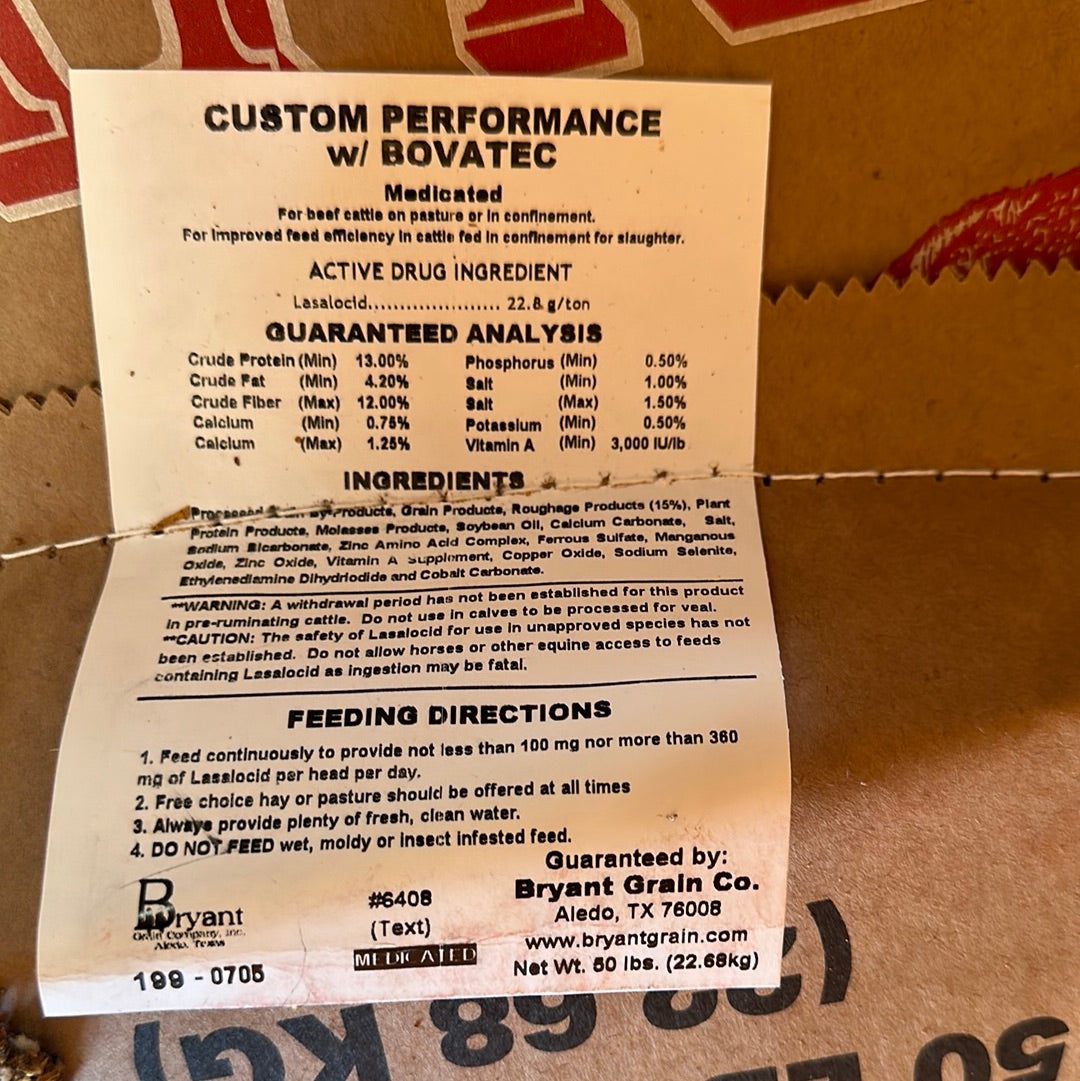 CUSTOM PERFORMANCE
w/ BOVATEC
Medicated
For beef cattle on pasture or in confinement.
For improved feed efficiency in cattle fed in confinement for slaughter.
ACTIVE DRUG INGREDIENT
Lasalocid..................... 22.8 g/ton
GUARANTEED ANALYSIS
Crude Protein (Min) 13.00% Phosphorus (Min) 0.50%
Crude Fat (Min) 4.20% Salt (Min) 1.00%
Crude Fiber (Max) 12.00% Salt (Max) 1.50%
Calcium (Min) 0.75% Potassium (Min) 0.50%
Calcium (Max) 1.25% Vitamin A (Min) 3,000 IU/lb
INGREDIENTS
Processed By-Products, Grain Products, Roughage Products (15%), Plant
Protein Products, Molasses Products, Soybean Oil, Calcium Carbonate, Salt,
Sodium Bicarbonate, Zinc Amino Acid Complex, Ferrous Sulfate, Manganous
Oxide, Zinc Oxide, Vitamin A Supplement, Copper Oxide, Sodium Selenite,
Ethylenediamine Dihydriodide and Cobalt Carbonate.
**WARNING: A withdrawal period has not been established for this product
in pre-ruminating cattle. Do not use in calves to be processed for veal.
**CAUTION: The safety of Lasalocid for use in unapproved species has not
been established. Do not allow horses or other equine access to feeds
containing Lasalocid as ingestion may be fatal.
FEEDING DIRECTIONS
1. Feed continuously to provide not less than 100 mg nor more than 360
mg of Lasalocid per head per day.
2. Free choice hay or pasture should be offered at all times
3. Always provide plenty of fresh, clean water.
4. DO NOT FEED wet, moldy or insect infested feed.
Guaranteed by:
Bryant Grain Co.
Aledo, TX 76008
www.bryantgrain.com
Net Wt. 50 lbs. (22.68kg)
#6408
(Text)
MEDICATED
Bryant
Grain Company, Inc.
Aledo, Texas
199 - 0705